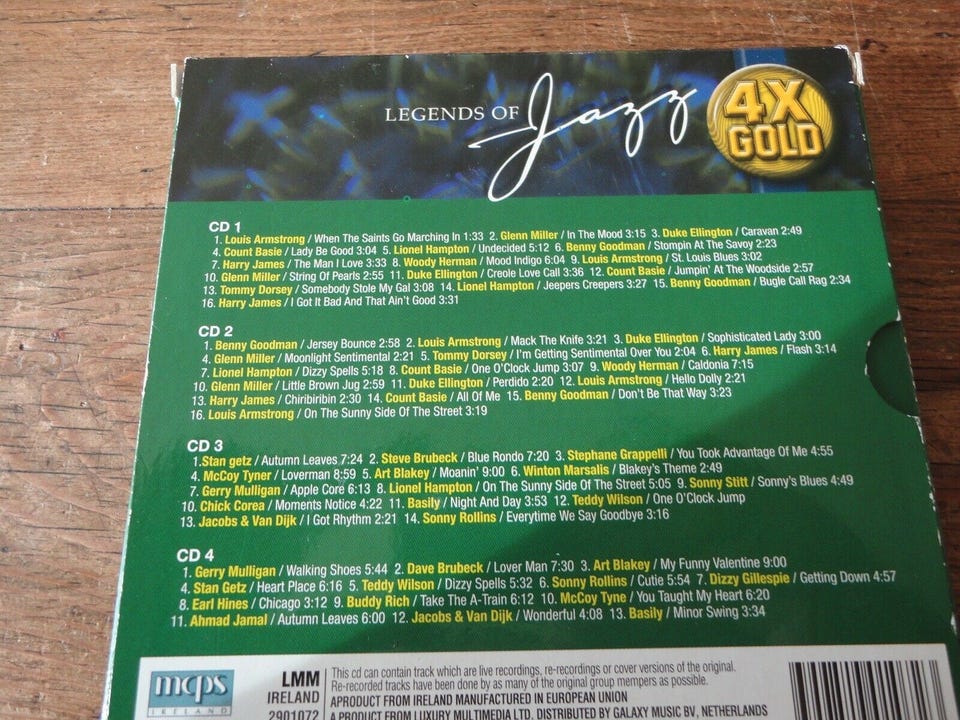 LEGENDS OF Jazz
4X
GOLD
CD 1
1. Louis Armstrong / When The Saints Go Marching In 1:33 2. Glenn Miller / In The Mood 3:15 3. Duke Ellington / Caravan 2:49
4. Count Basie / Lady Be Good 3:04 5. Lionel Hampton / Undecided 5:12 6. Benny Goodman / Stompin At The Savoy 2:23
7. Harry James / The Man I Love 3:33 8. Woody Herman / Mood Indigo 6:04 9. Louis Armstrong / St. Louis Blues 3:02
10. Glenn Miller / String Of Pearls 2:55 11. Duke Ellington / Creole Love Call 3:36 12. Count Basie / Jumpin' At The Woodside 2:57
13. Tommy Dorsey / Somebody Stole My Gal 3:08 14. Lionel Hampton / Jeepers Creepers 3:27 15. Benny Goodman / Bugle Call Rag 2:34
16. Harry James / I Got It Bad And That Ain't Good 3:31
CD 2
1. Benny Goodman / Jersey Bounce 2:58 2. Louis Armstrong / Mack The Knife 3:21 3. Duke Ellington / Sophisticated Lady 3:00
4. Glenn Miller / Moonlight Sentimental 2:21 5. Tommy Dorsey / I'm Getting Sentimental Over You 2:04 6. Harry James / Flash 3:14
7. Lionel Hampton / Dizzy Spells 5:18 8. Count Basie / One O'Clock Jump 3:07 9. Woody Herman / Caldonia 7:15
10. Glenn Miller / Little Brown Jug 2:59 11. Duke Ellington / Perdido 2:20 12. Louis Armstrong / Hello Dolly 2:21
13. Harry James / Chiribiribin 2:30 14. Count Basie / All Of Me 15. Benny Goodman / Don't Be That Way 3:23
16. Louis Armstrong / On The Sunny Side Of The Street 3:19
CD 3
1.Stan getz / Autumn Leaves 7:24 2. Steve Brubeck / Blue Rondo 7:20 3. Stephane Grappelli / You Took Advantage Of Me 4:55
4. McCoy Tyner / Loverman 8:59 5. Art Blakey / Moanin' 9:00 6. Winton Marsalis / Blakey's Theme 2:49
7. Gerry Mulligan / Apple Core 6:13 8. Lionel Hampton / On The Sunny Side Of The Street 5:05 9. Sonny Stitt / Sonny's Blues 4:49
10. Chick Corea / Moments Notice 4:22 11. Basily / Night And Day 3:53 12. Teddy Wilson / One O'Clock Jump
13. Jacobs & Van Dijk / I Got Rhythm 2:21 14. Sonny Rollins / Everytime We Say Goodbye 3:16
CD 4
1. Gerry Mulligan / Walking Shoes 5:44 2. Dave Brubeck / Lover Man 7:30 3. Art Blakey / My Funny Valentine 9:00
4. Stan Getz / Heart Place 6:16 5. Teddy Wilson / Dizzy Spells 5:32 6. Sonny Rollins / Cutie 5:54 7. Dizzy Gillespie / Getting Down 4:57
8. Earl Hines / Chicago 3:12 9. Buddy Rich / Take The A-Train 6:12 10. McCoy Tyne / You Taught My Heart 6:20
11. Ahmad Jamal / Autumn Leaves 6:00 12. Jacobs & Van Dijk / Wonderful 4:08 13. Basily / Minor Swing 3:34
mcps
IRELAND
LMM
IRELAND
2901072
This cd can contain track which are live recordings, re-recordings or cover versions of the original.
Re-recorded tracks have been done by as many of the original group members as possible.
APRODUCT FROM IRELAND MANUFACTURED IN EUROPEAN UNION
A PRODUCT FROM LUXURY MULTIMEDIA LTD. DISTRIBUTED BY GALAXY MUSIC BV, NETHERLANDS